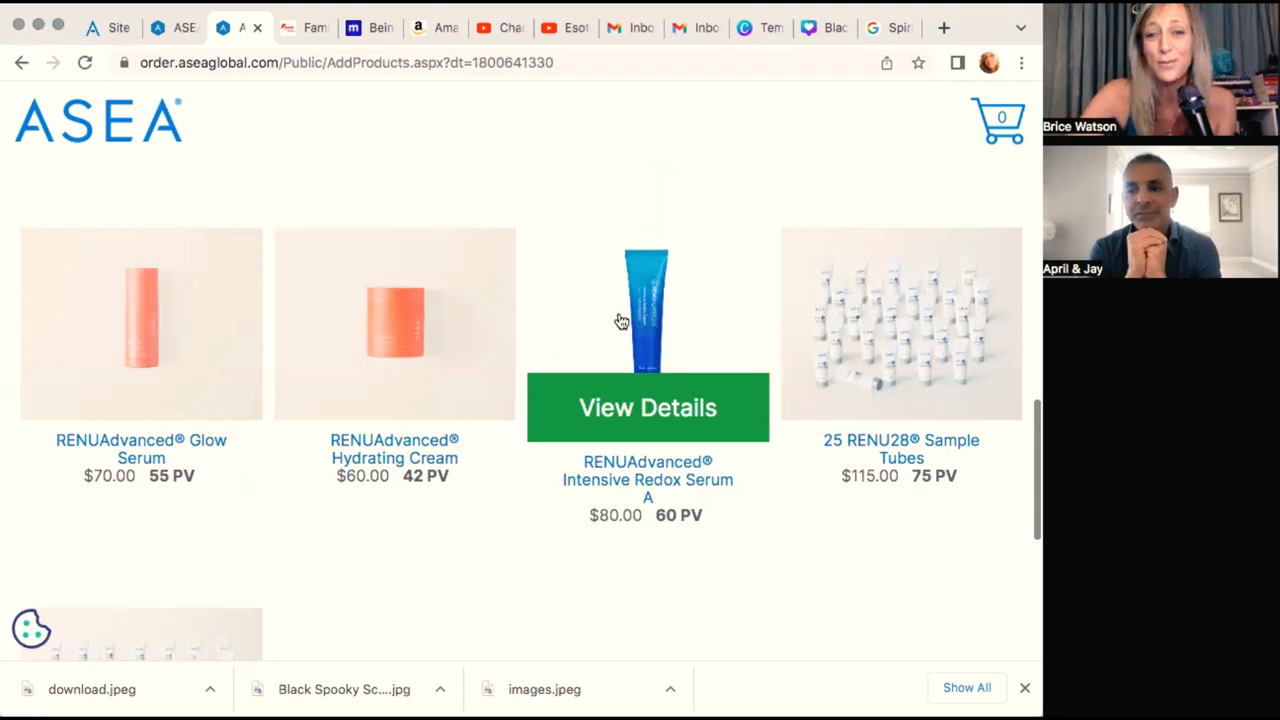 Site
ASE
A
Fami
Bein
Ama
Cha
Esot
Inbo
Inbo
Tem
Blac
Spiri
order.aseaglobal.com/Public/AddProducts.aspx?dt=1800641330
ASEA®
0
Brice Watson
April & Jay
View Details
RENUAdvanced® Glow
Serum
$70.00 55 PV
RENUAdvanced®
Hydrating Cream
$60.00 42 PV
RENUAdvanced®
Intensive Redox Serum
A
$80.00 60 PV
25 RENU28® Sample
Tubes
$115.00 75 PV
download.jpeg
Black Spooky Sc....jpg
images.jpeg
Show All